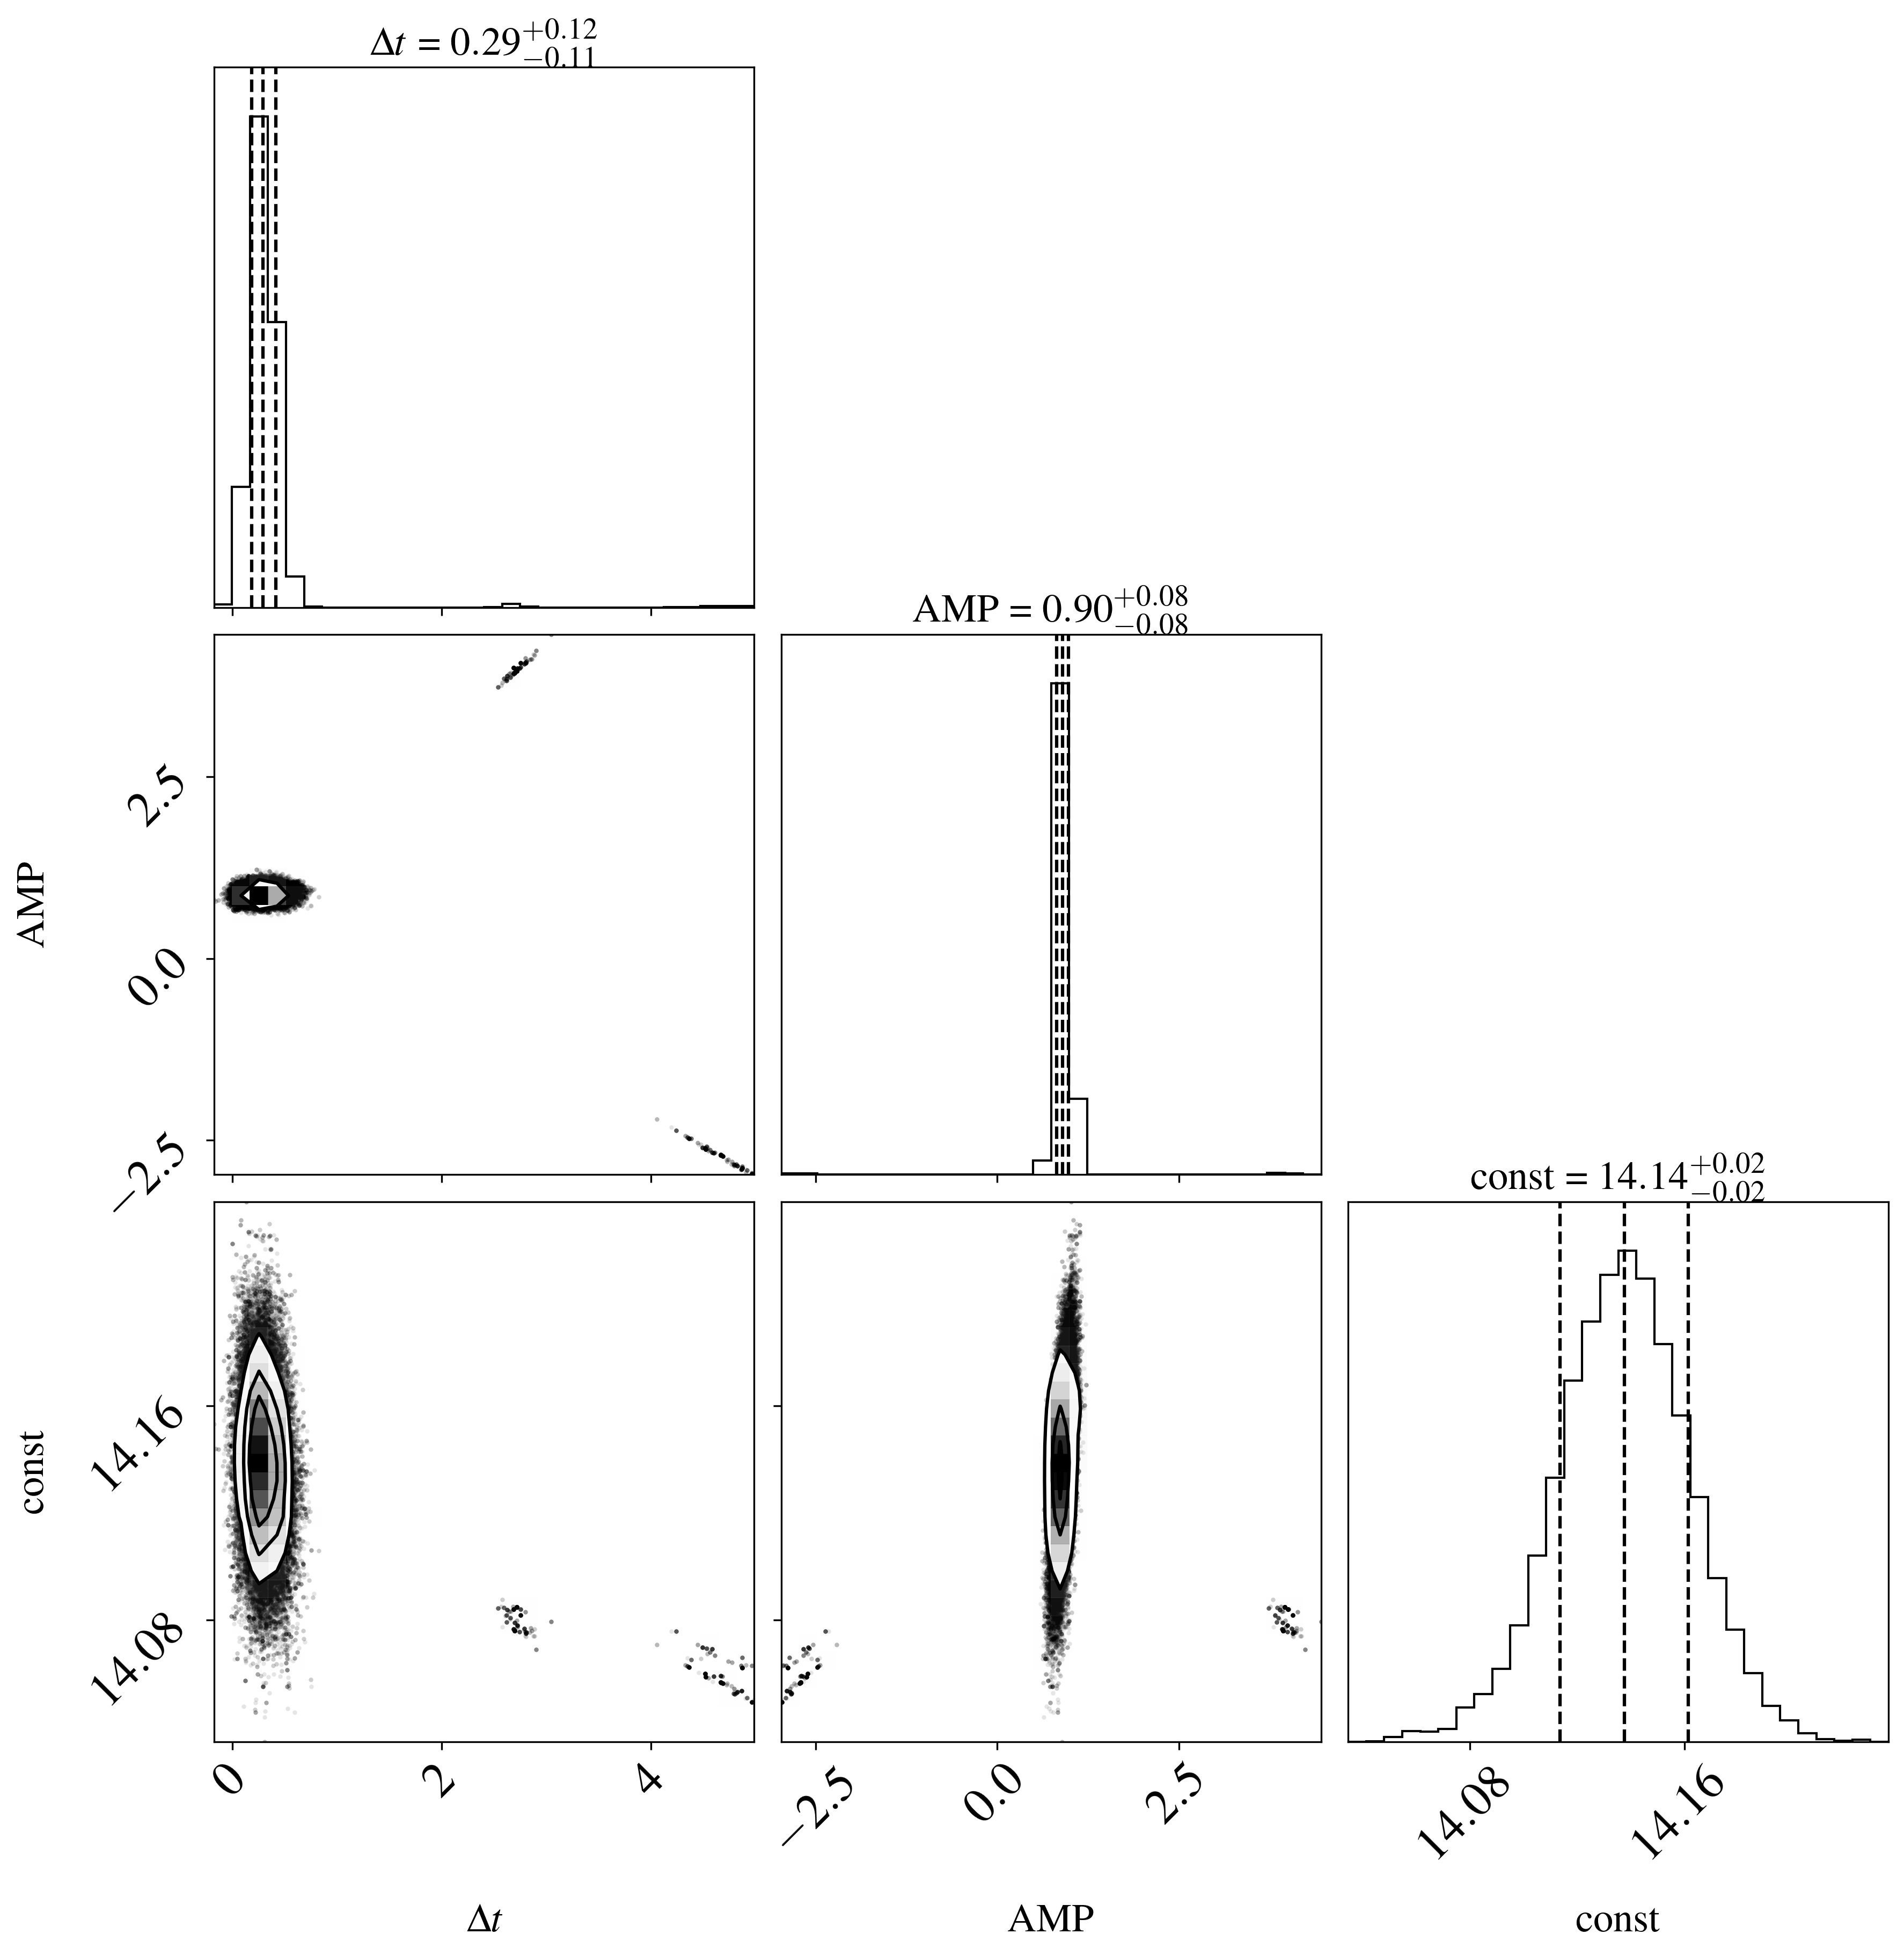 Δt = 0.29+0.12−0.11
AMP = 0.90+0.08−0.08
AMP
2.5
0.0
−2.5
const = 14.14+0.02−0.02
const
14.16
14.08
0
2
4
−2.5
0.0
2.5
14.08
14.16
Δt
AMP
const